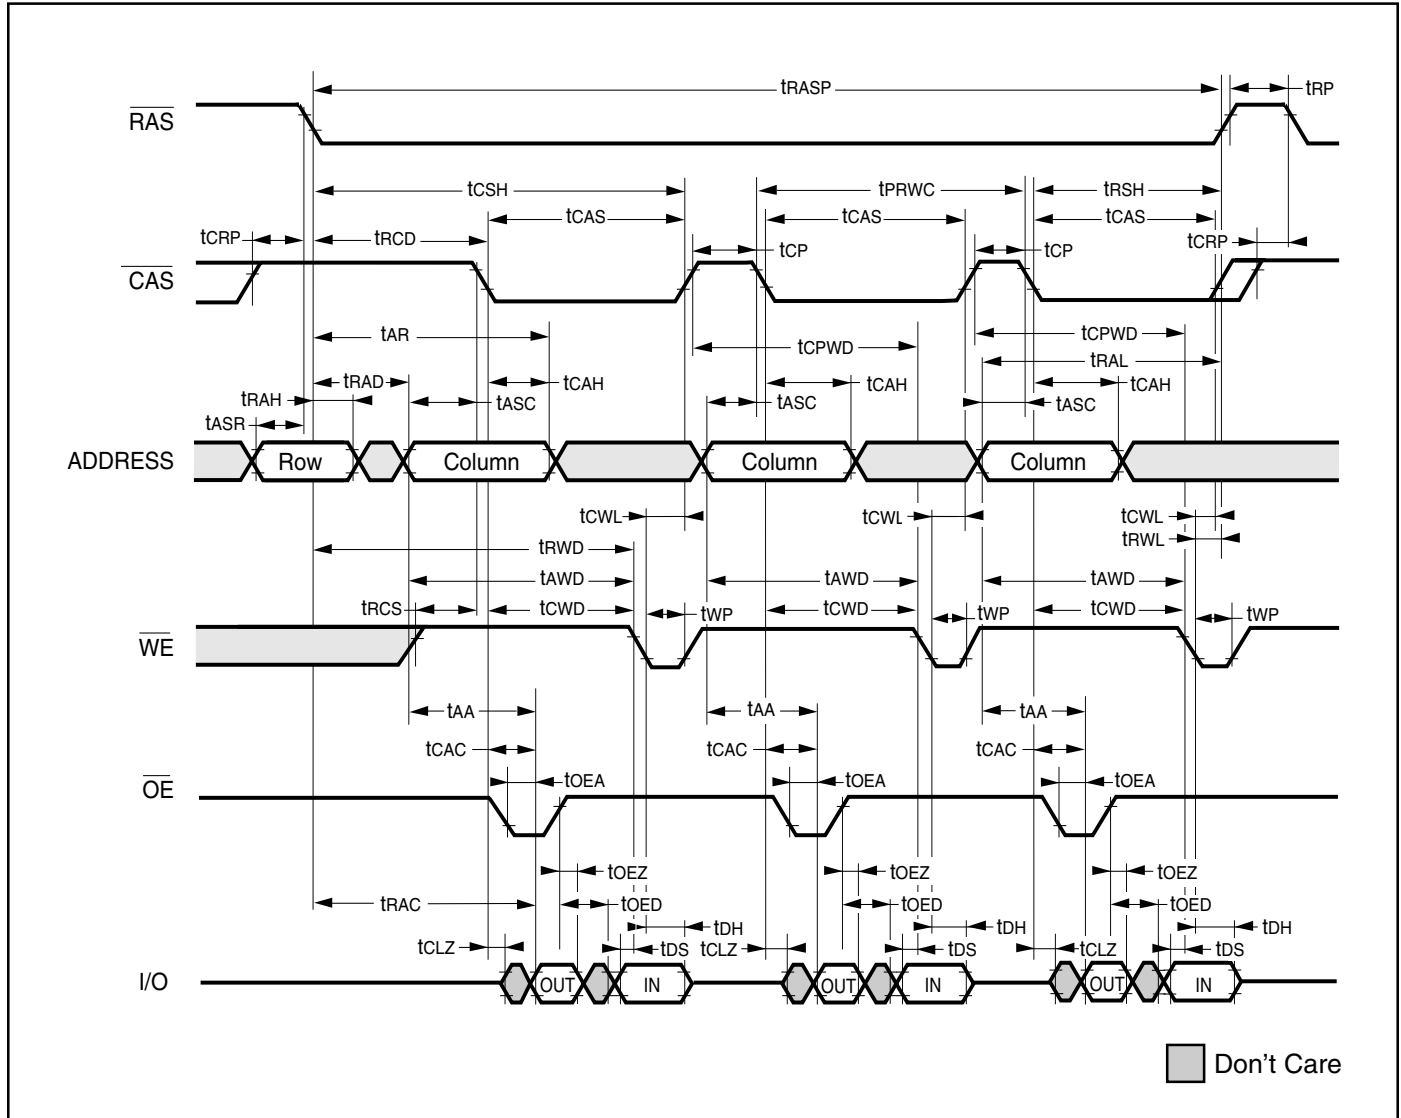 tRASP tRP
RAS
tCSH tPRWC tRSH
tCAS tCAS tCAS
tCRP tRCD tCP tCP tCRP
CAS
tAR tCPWD tCPWD
tRAL
tRAD tCAH tCAH tCAH
tRAH tASC tASC tASC
tASR
ADDRESS Row Column Column Column
tCWL tCWL tCWL
tRWD tRWL
tAWD tAWD tAWD
tRCS tCWD tWP tCWD tWP tCWD tWP
WE
tAA tAA tAA
tCAC tCAC tCAC
tOEA tOEA tOEA
OE
tOEZ tOEZ tOEZ
tRAC tOED tOED tOED
tDH tDH tDH
tCLZ tDS tCLZ tDS tCLZ tDS
I/O OUT IN OUT IN OUT IN
Don't Care